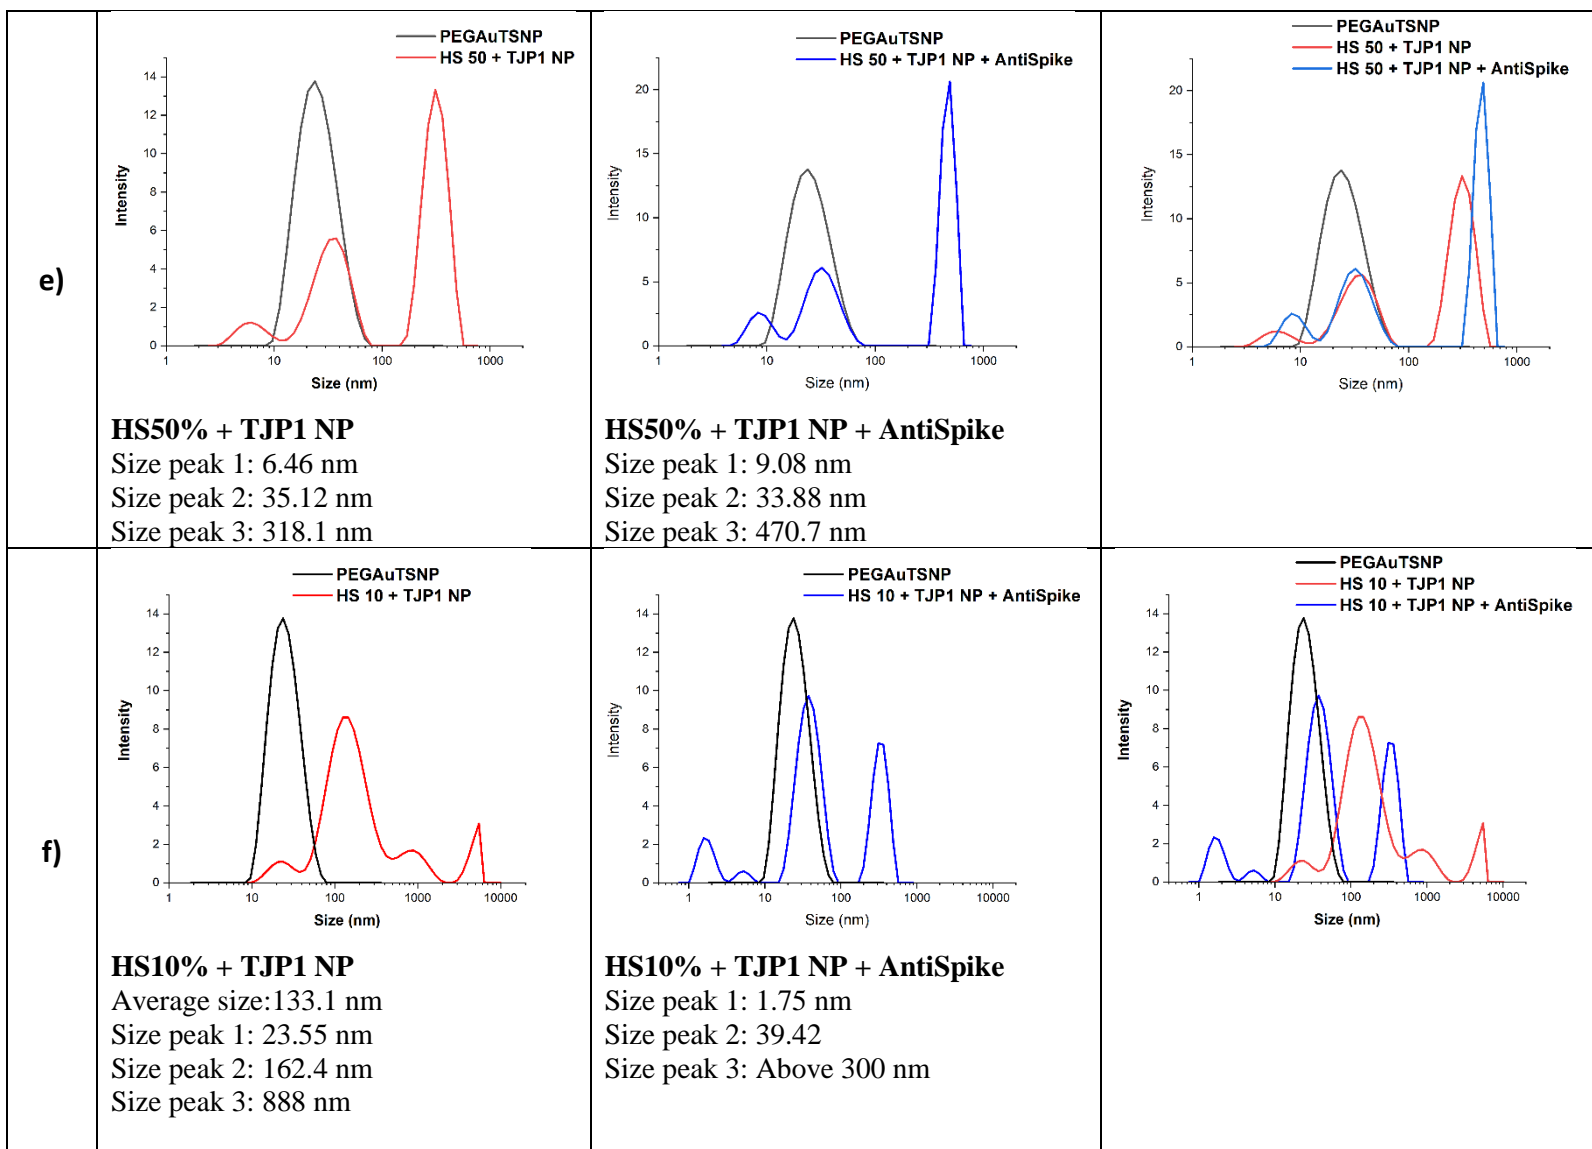 e)
PEGAuTSNP
HS 50 + TJP1 NP
14
12
10
8
6
4
2
0
Intensity
1
10
100
1000
Size (nm)
HS50% + TJP1 NP
Size peak 1: 6.46 nm
Size peak 2: 35.12 nm
Size peak 3: 318.1 nm
PEGAuTSNP
HS 50 + TJP1 NP + AntiSpike
20
15
10
5
0
Intensity
1
10
100
1000
Size (nm)
HS50% + TJP1 NP + AntiSpike
Size peak 1: 9.08 nm
Size peak 2: 33.88 nm
Size peak 3: 470.7 nm
PEGAuTSNP
HS 50 + TJP1 NP
HS 50 + TJP1 NP + AntiSpike
20
15
10
5
0
Intensity
1
10
100
1000
Size (nm)
f)
PEGAuTSNP
HS 10 + TJP1 NP
14
12
10
8
6
4
2
0
Intensity
1
10
100
1000
10000
Size (nm)
HS10% + TJP1 NP
Average size:133.1 nm
Size peak 1: 23.55 nm
Size peak 2: 162.4 nm
Size peak 3: 888 nm
PEGAuTSNP
HS 10 + TJP1 NP + AntiSpike
14
12
10
8
6
4
2
0
Intensity
1
10
100
1000
10000
Size (nm)
HS10% + TJP1 NP + AntiSpike
Size peak 1: 1.75 nm
Size peak 2: 39.42
Size peak 3: Above 300 nm
PEGAuTSNP
HS 10 + TJP1 NP
HS 10 + TJP1 NP + AntiSpike
14
12
10
8
6
4
2
0
Intensity
1
10
100
1000
10000
Size (nm)